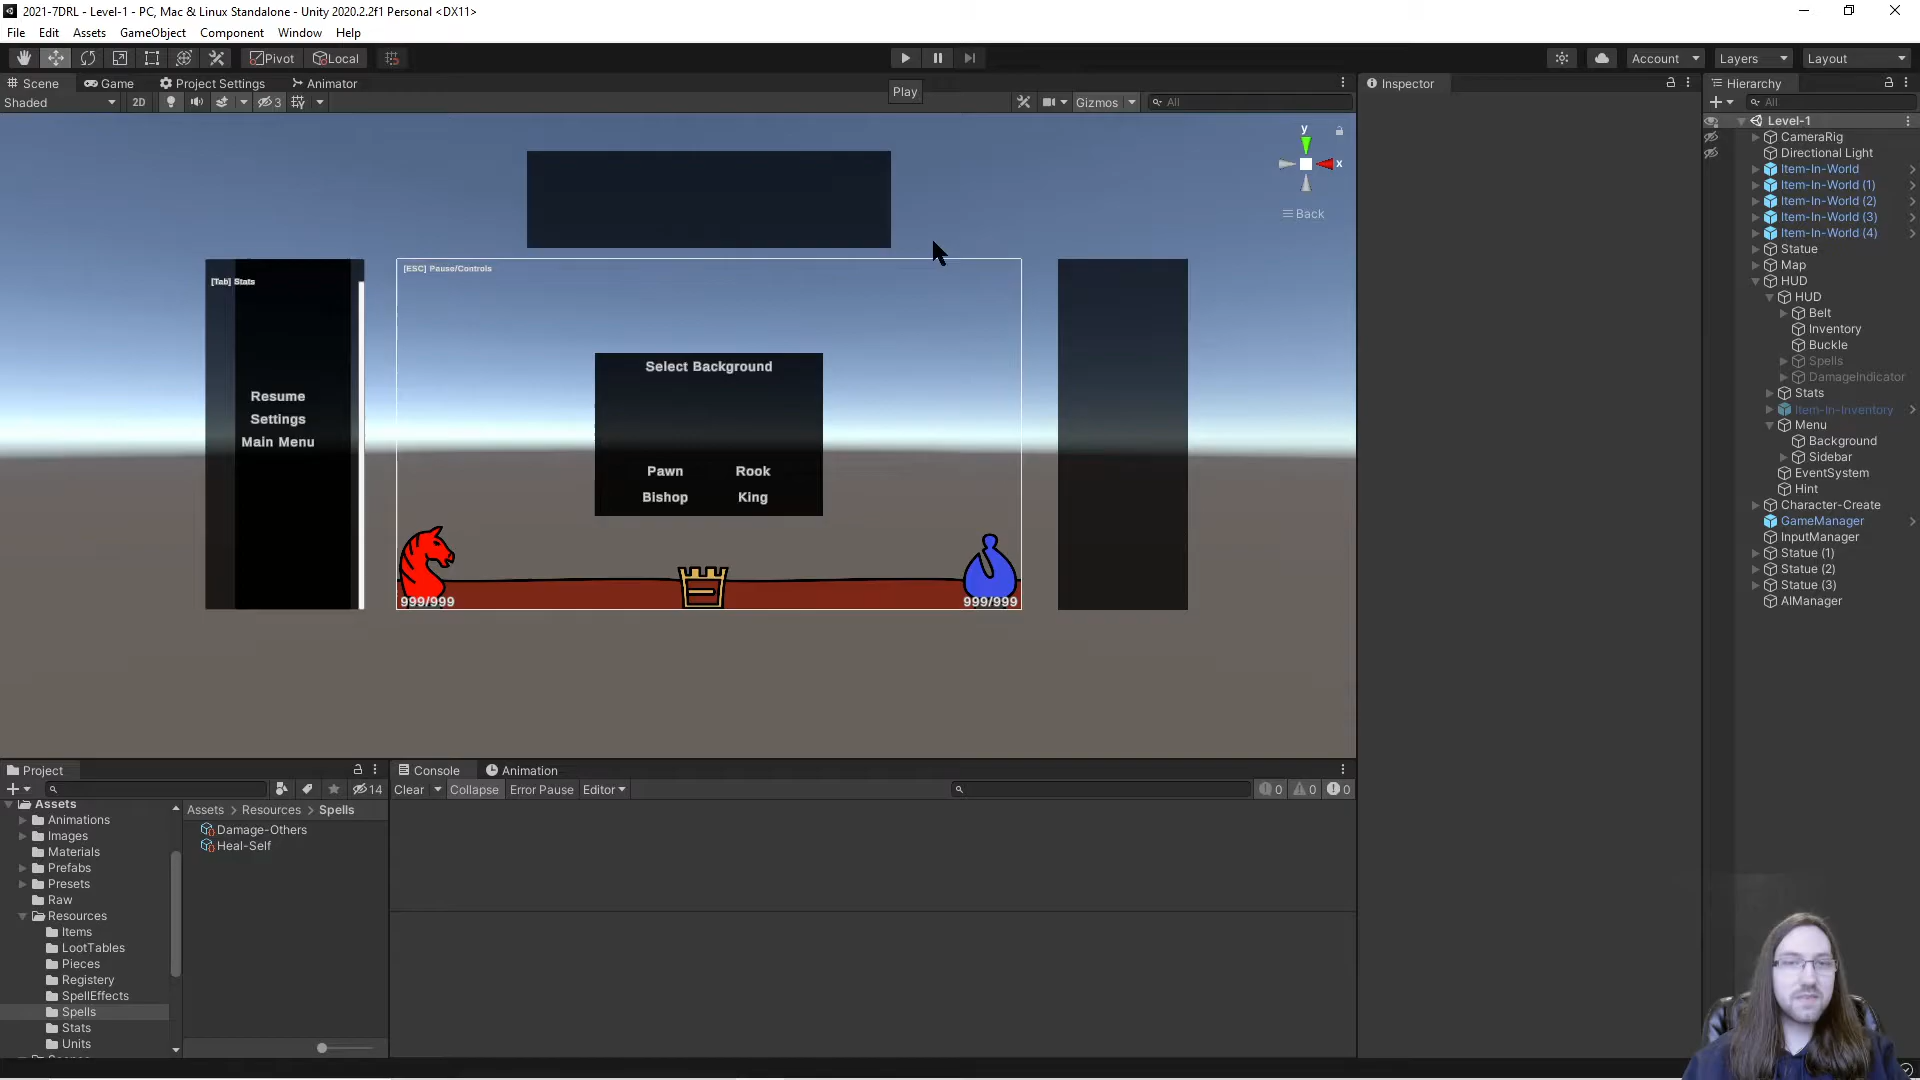 2021-7DRL - Level-1 - PC, Mac & Linux Standalone - Unity 2020.2.2f1 Personal <DX11>
File Edit Assets GameObject Component Window Help
Pivot Local Account Layers Layout
Scene Game Project Settings Animator Inspector Hierarchy
Shaded 2D 3 Play Gizmos All All
y
x
Back
[ESC] Pause/Controls
[Tab] Stats
Resume
Settings
Main Menu
Select Background
Pawn Rook
Bishop King
999/999 999/999
Level-1
CameraRig
Directional Light
Item-In-World
Item-In-World (1)
Item-In-World (2)
Item-In-World (3)
Item-In-World (4)
Statue
Map
HUD
HUD
Belt
Inventory
Buckle
Spells
DamageIndicator
Stats
Item-In-Inventory
Menu
Background
Sidebar
EventSystem
Hint
Character-Create
GameManager
InputManager
Statue (1)
Statue (2)
Statue (3)
AIManager
Project
14
Assets
Animations
Images
Materials
Prefabs
Presets
Raw
Resources
Items
LootTables
Pieces
Registery
SpellEffects
Spells
Stats
Units
Assets > Resources > Spells
Damage-Others
Heal-Self
Console Animation
Clear Collapse Error Pause Editor 0 0 0